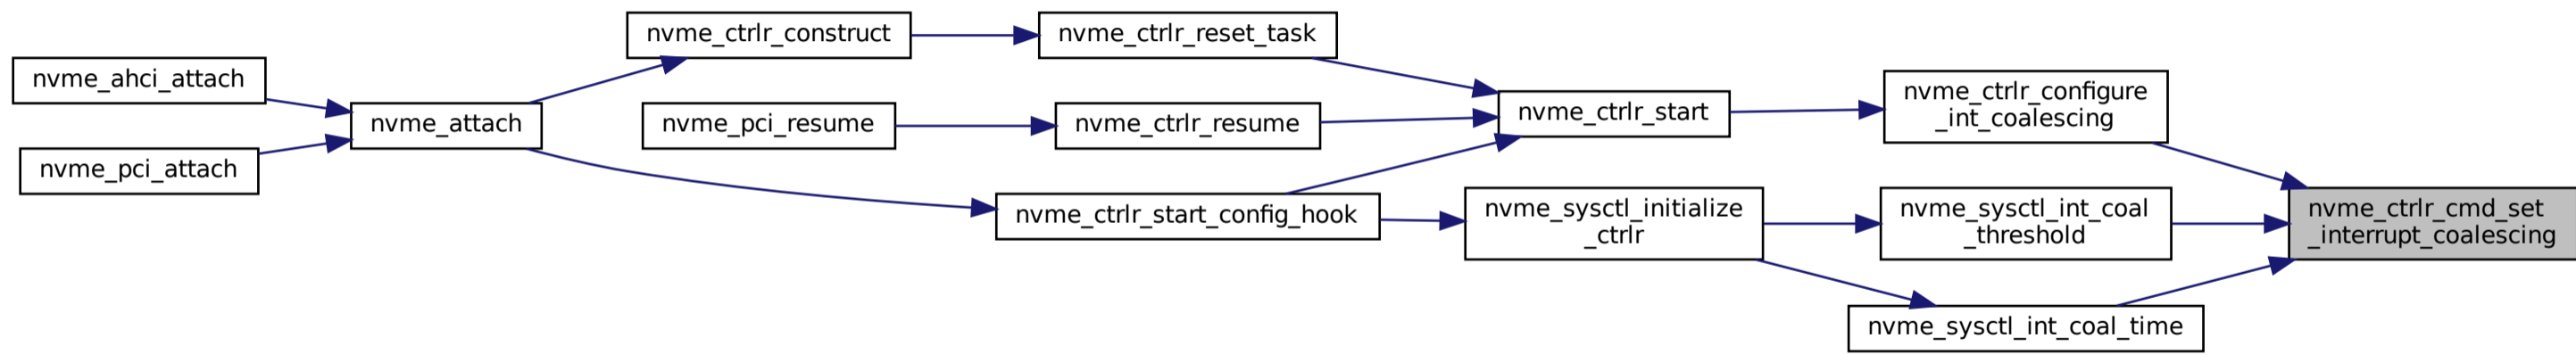 nvme_ahci_attach
nvme_pci_attach
nvme_attach
nvme_ctrlr_construct
nvme_pci_resume
nvme_ctrlr_reset_task
nvme_ctrlr_resume
nvme_ctrlr_start_config_hook
nvme_ctrlr_start
nvme_sysctl_initialize
_ctrlr
nvme_ctrlr_configure
_int_coalescing
nvme_sysctl_int_coal
_threshold
nvme_sysctl_int_coal_time
nvme_ctrlr_cmd_set
_interrupt_coalescing